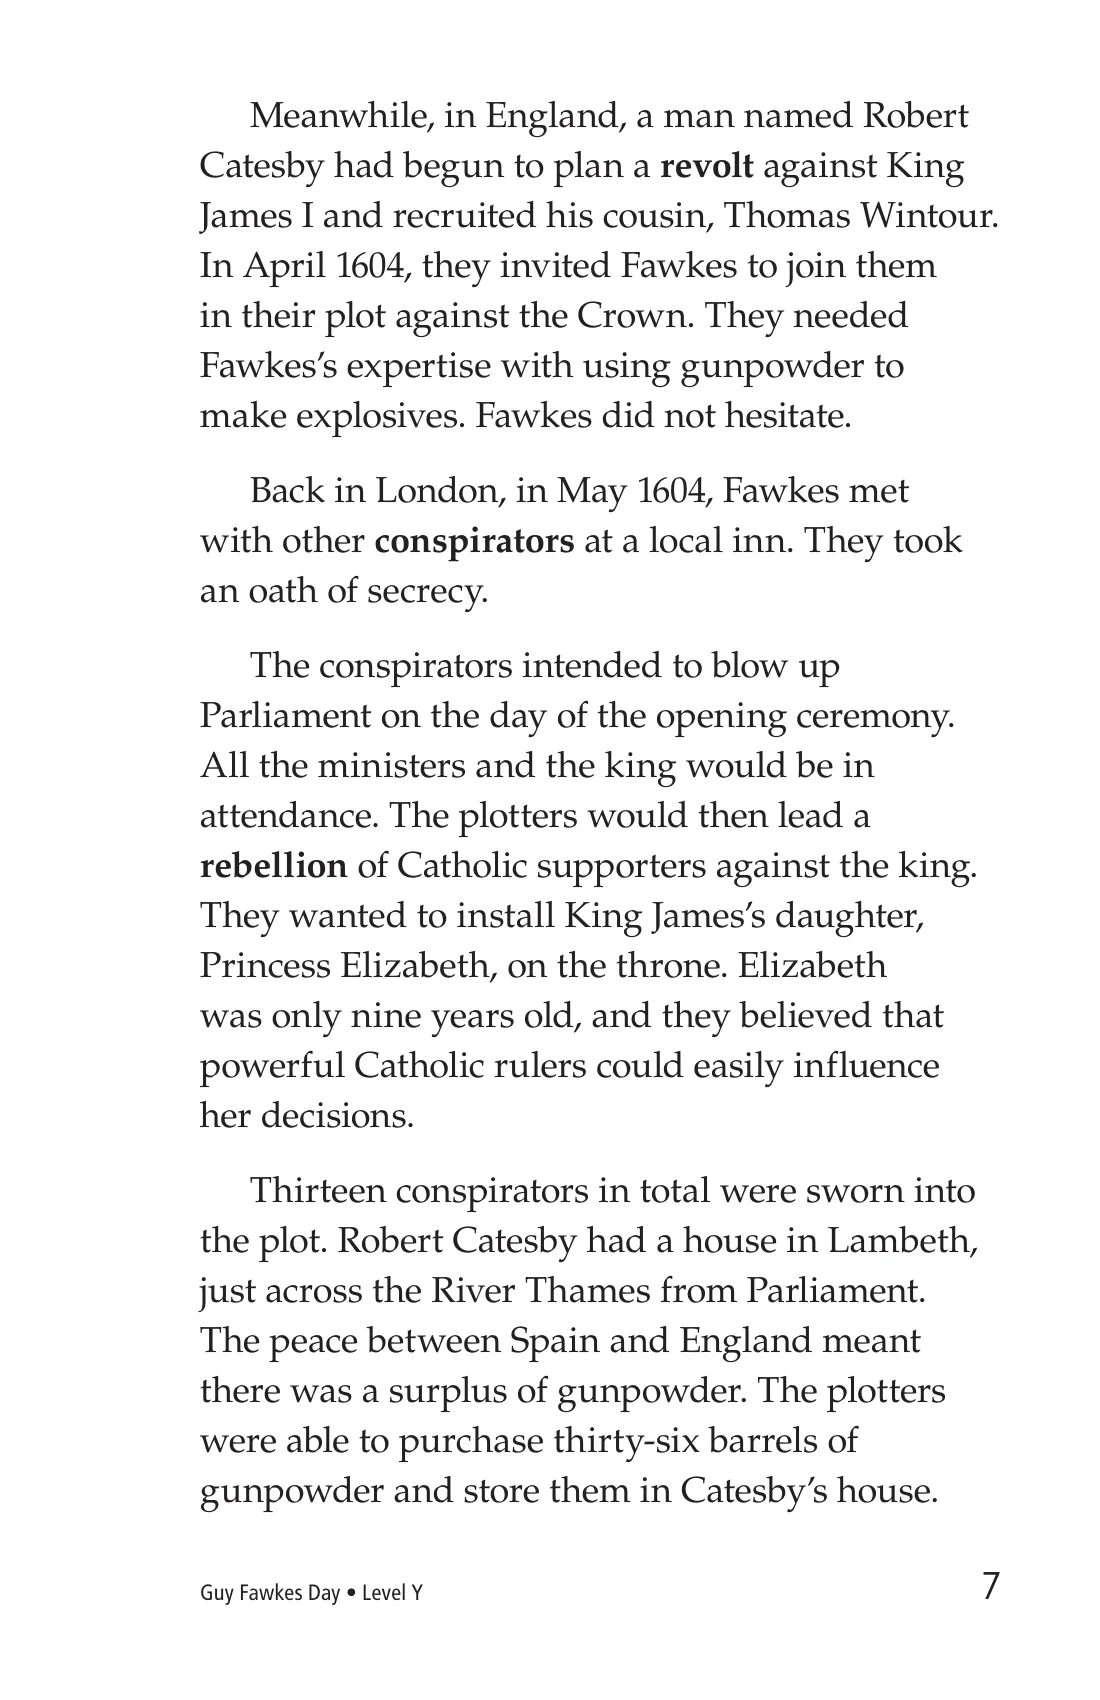 Meanwhile, in England, a man named Robert
Catesby had begun to plan a revolt against King
James I and recruited his cousin, Thomas Wintour.
In April 1604, they invited Fawkes to join them
in their plot against the Crown. They needed
Fawkes’s expertise with using gunpowder to
make explosives. Fawkes did not hesitate.
Back in London, in May 1604, Fawkes met
with other conspirators at a local inn. They took
an oath of secrecy.
The conspirators intended to blow up
Parliament on the day of the opening ceremony.
All the ministers and the king would be in
attendance. The plotters would then lead a
rebellion of Catholic supporters against the king.
They wanted to install King James’s daughter,
Princess Elizabeth, on the throne. Elizabeth
was only nine years old, and they believed that
powerful Catholic rulers could easily influence
her decisions.
Thirteen conspirators in total were sworn into
the plot. Robert Catesby had a house in Lambeth,
just across the River Thames from Parliament.
The peace between Spain and England meant
there was a surplus of gunpowder. The plotters
were able to purchase thirty-six barrels of
gunpowder and store them in Catesby’s house.
Guy Fawkes Day • Level Y
7